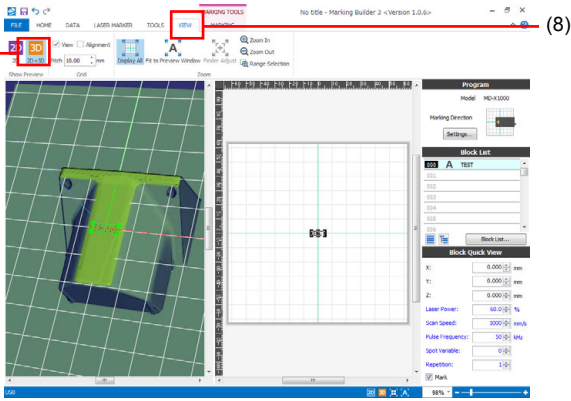 MARKING TOOLS
No title - Marking Builder 3 <Version 1.0.6>
FILE HOME DATA LASER MARKER TOOLS VIEW MARKING
(8)
2D 3D View Alignment
2D 2D + 3D Pitch 10.00 mm Display All Fit to Preview Window Finder Adjust
Zoom In
Zoom Out
Range Selection
Show Preview Grid Zoom
Program
Model MD-X1000
Marking Direction
Settings...
Block List
000 A TEST
001
002
003
004
005
006
Block List...
Block Quick View
X: 0.000 mm
Y: 0.000 mm
Z: 0.000 mm
Laser Power: 60.0 %
Scan Speed: 1000 mm/s
Pulse Frequency: 50 kHz
Spot Variable: 0
Repetition: 1
Mark
USB 2D 3D A 98%